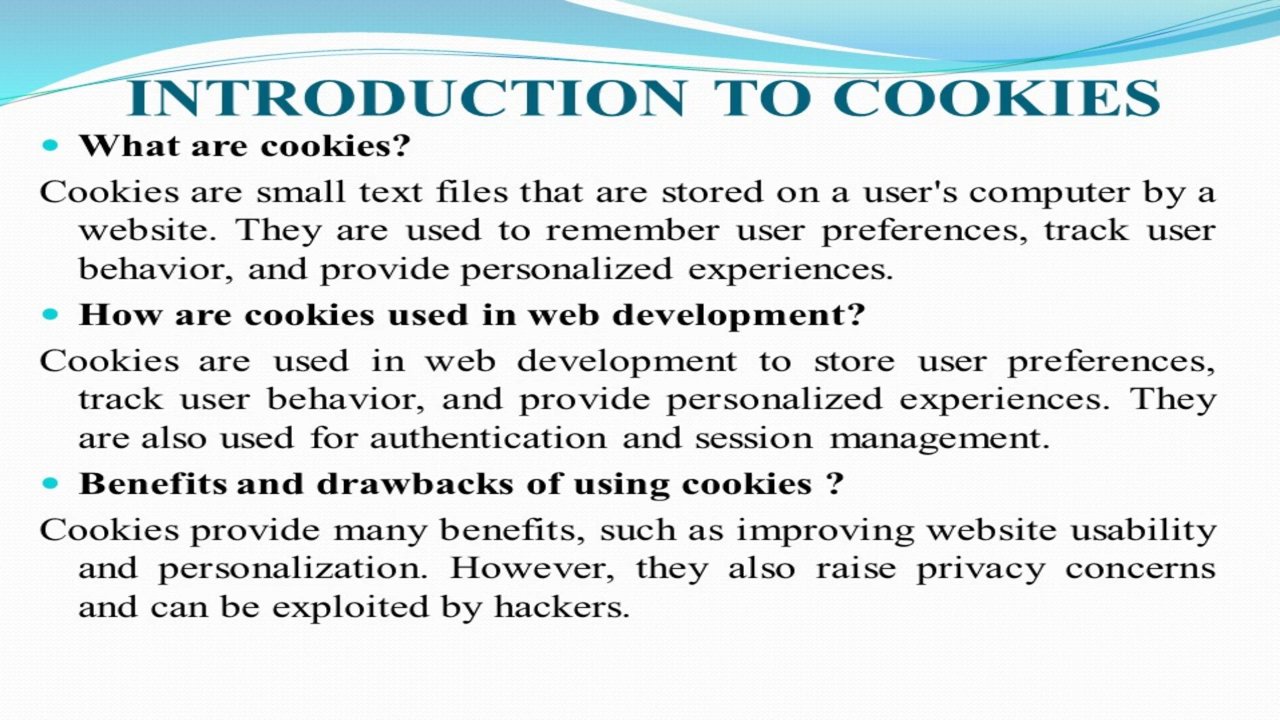 INTRODUCTION TO COOKIES
• What are cookies?
Cookies are small text files that are stored on a user's computer by a
website. They are used to remember user preferences, track user
behavior, and provide personalized experiences.
• How are cookies used in web development?
Cookies are used in web development to store user preferences,
track user behavior, and provide personalized experiences. They
are also used for authentication and session management.
• Benefits and drawbacks of using cookies ?
Cookies provide many benefits, such as improving website usability
and personalization. However, they also raise privacy concerns
and can be exploited by hackers.